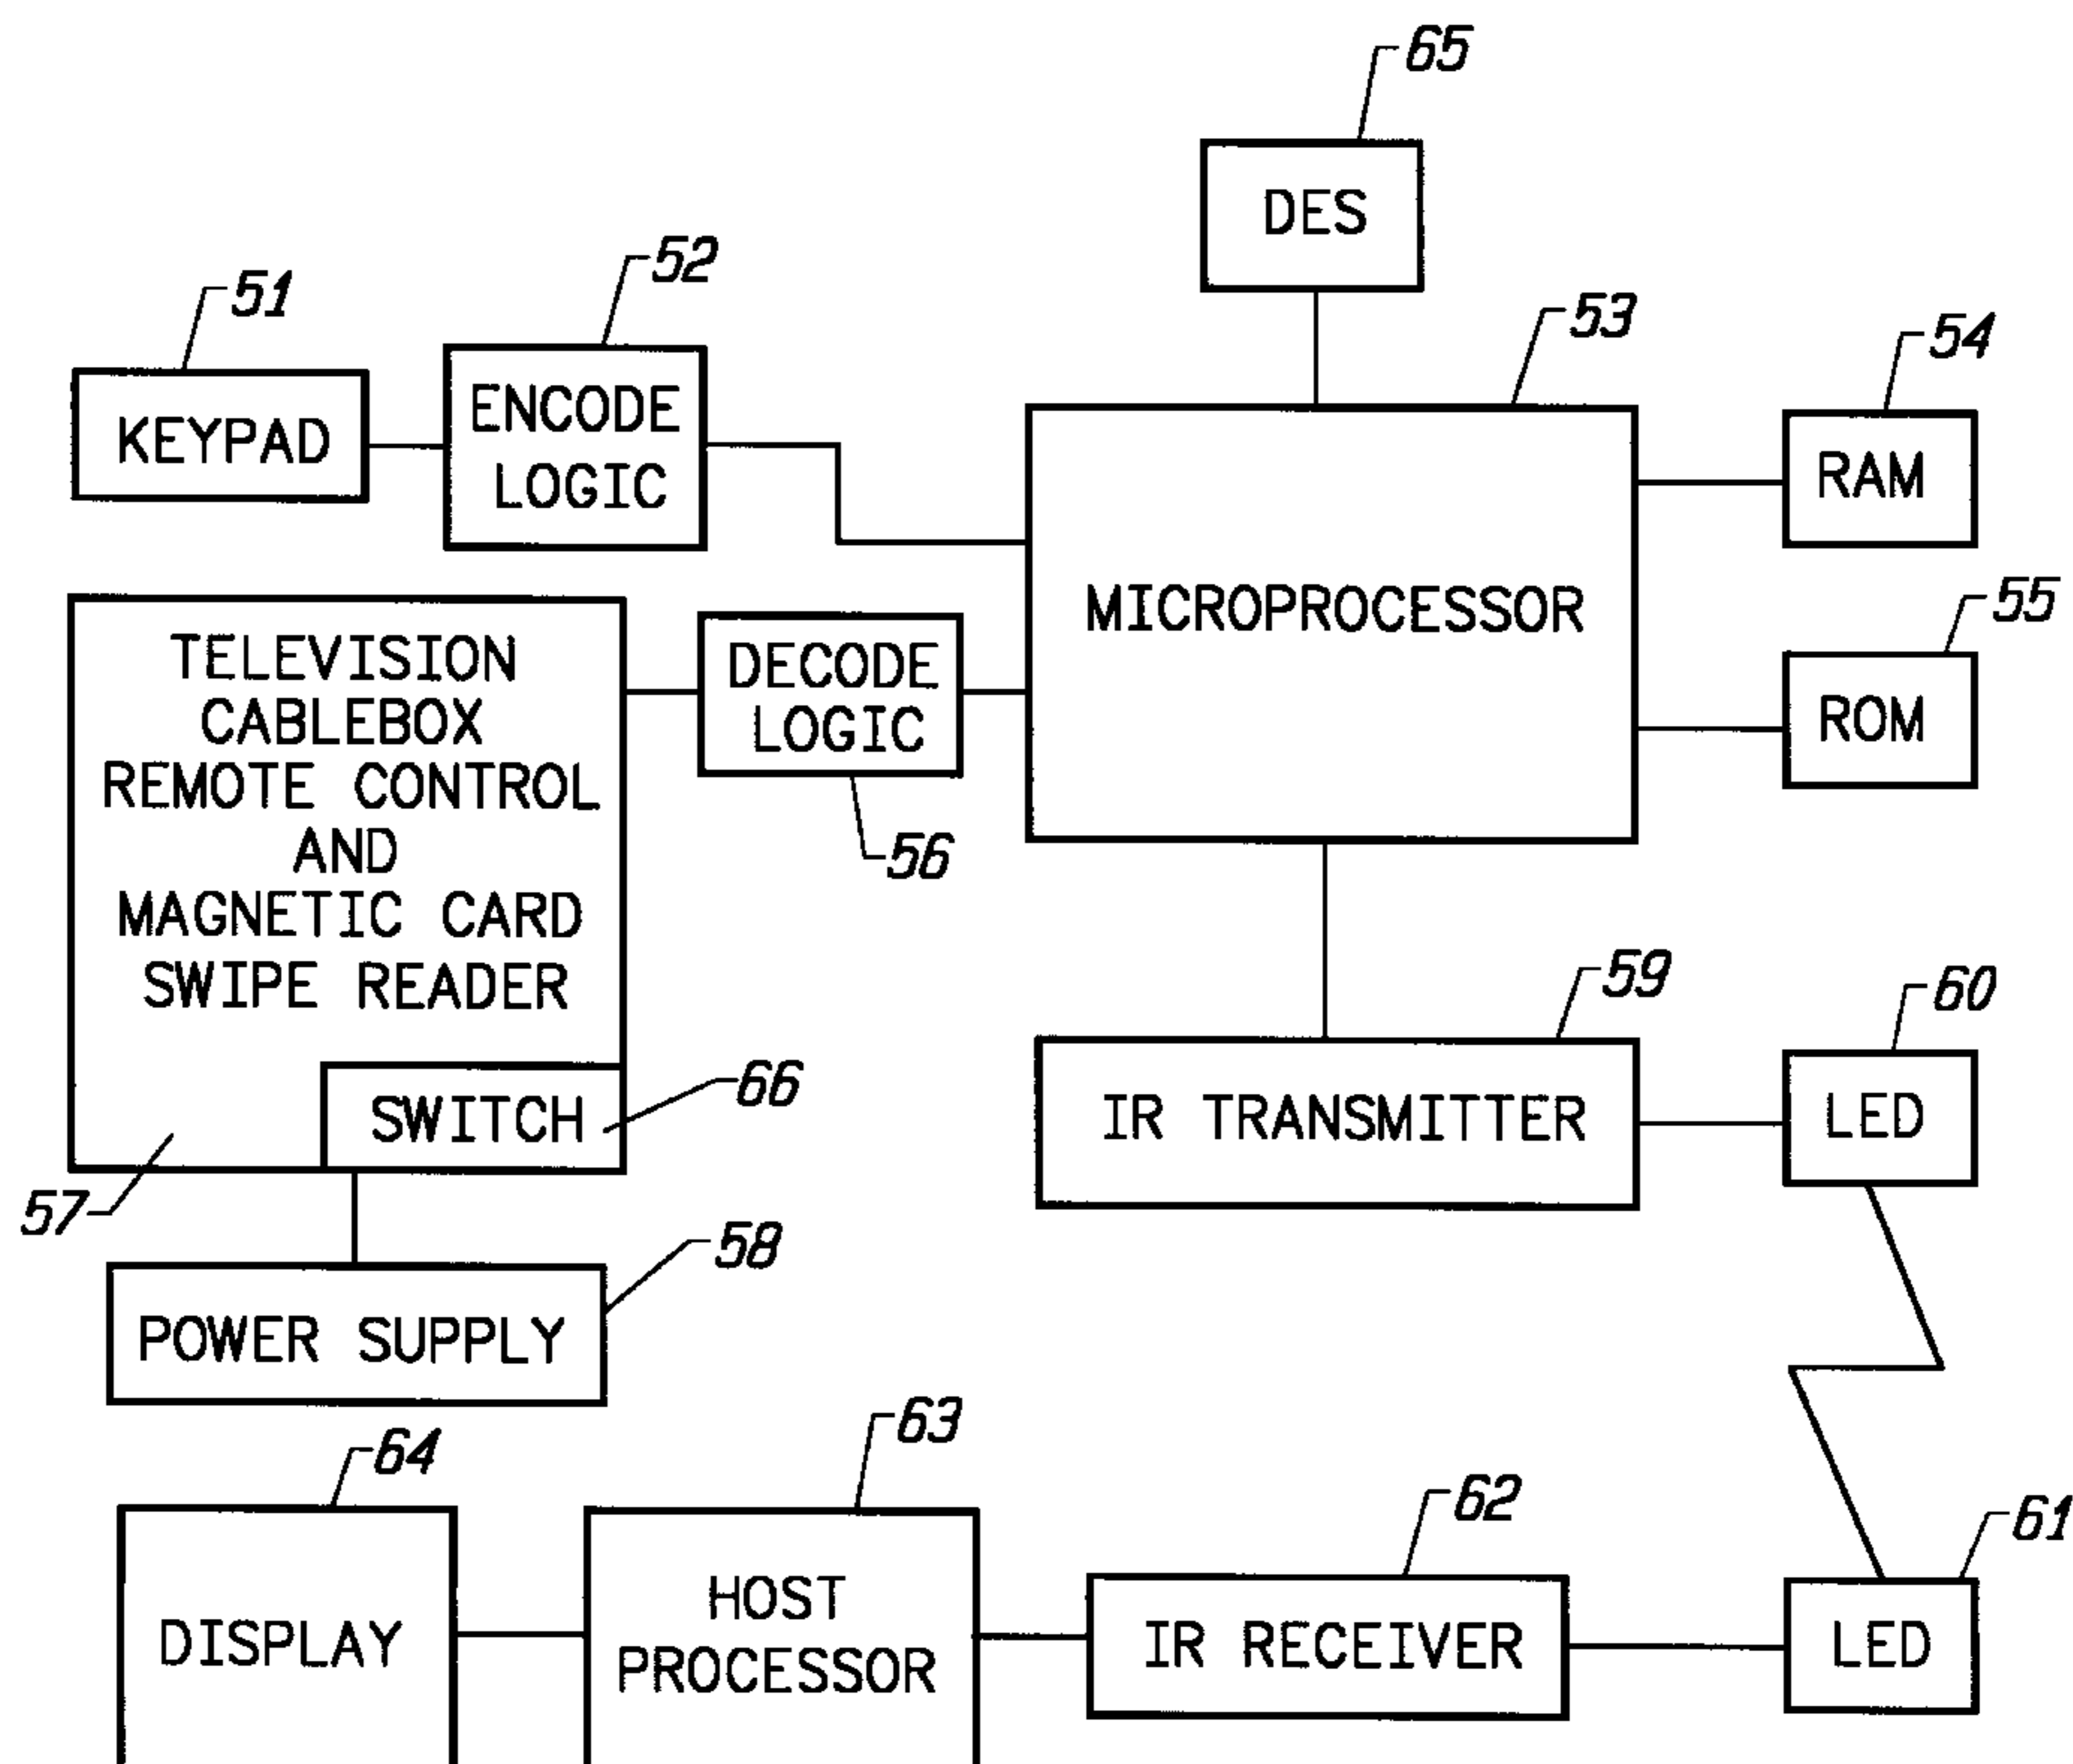 65
DES
52
51
53
54
KEYPAD
ENCODE
LOGIC
RAM
MICROPROCESSOR
55
ROM
TELEVISION
CABLEBOX
REMOTE CONTROL
AND
MAGNETIC CARD
SWIPE READER
DECODE
LOGIC
56
SWITCH
66
57
59
IR TRANSMITTER
60
LED
58
POWER SUPPLY
64
DISPLAY
63
HOST
PROCESSOR
62
IR RECEIVER
61
LED